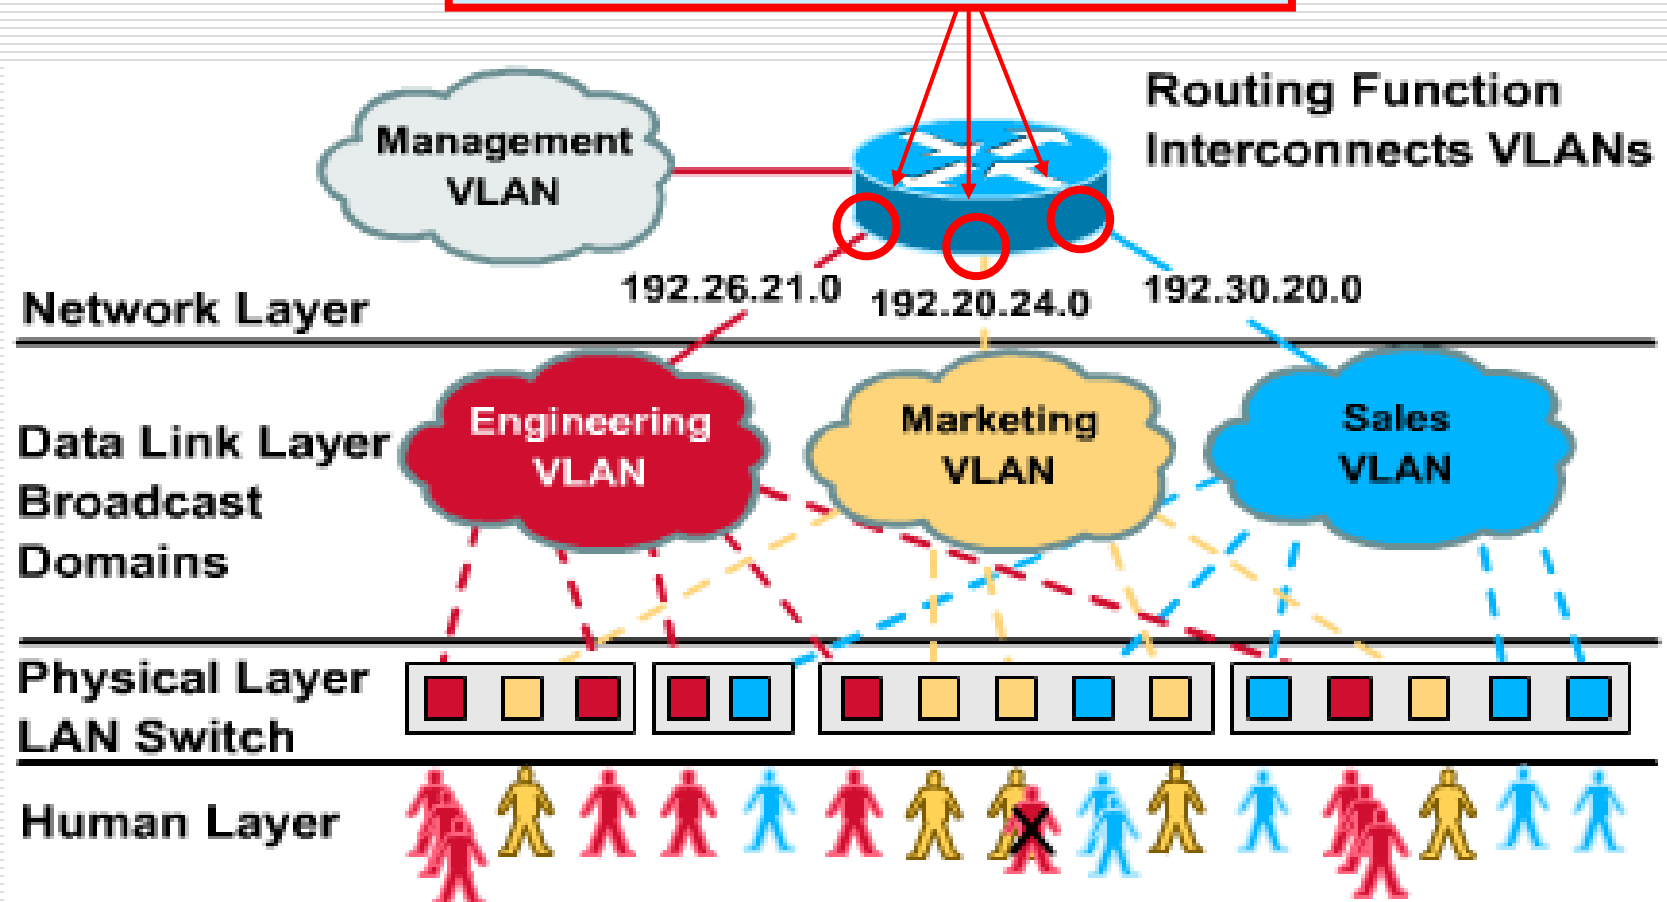 Routing Function
Interconnects VLANs
Management
VLAN
192.26.21.0
192.20.24.0
192.30.20.0
Network Layer
Engineering
VLAN
Marketing
VLAN
Sales
VLAN
Data Link Layer
Broadcast
Domains
Physical Layer
LAN Switch
Human Layer